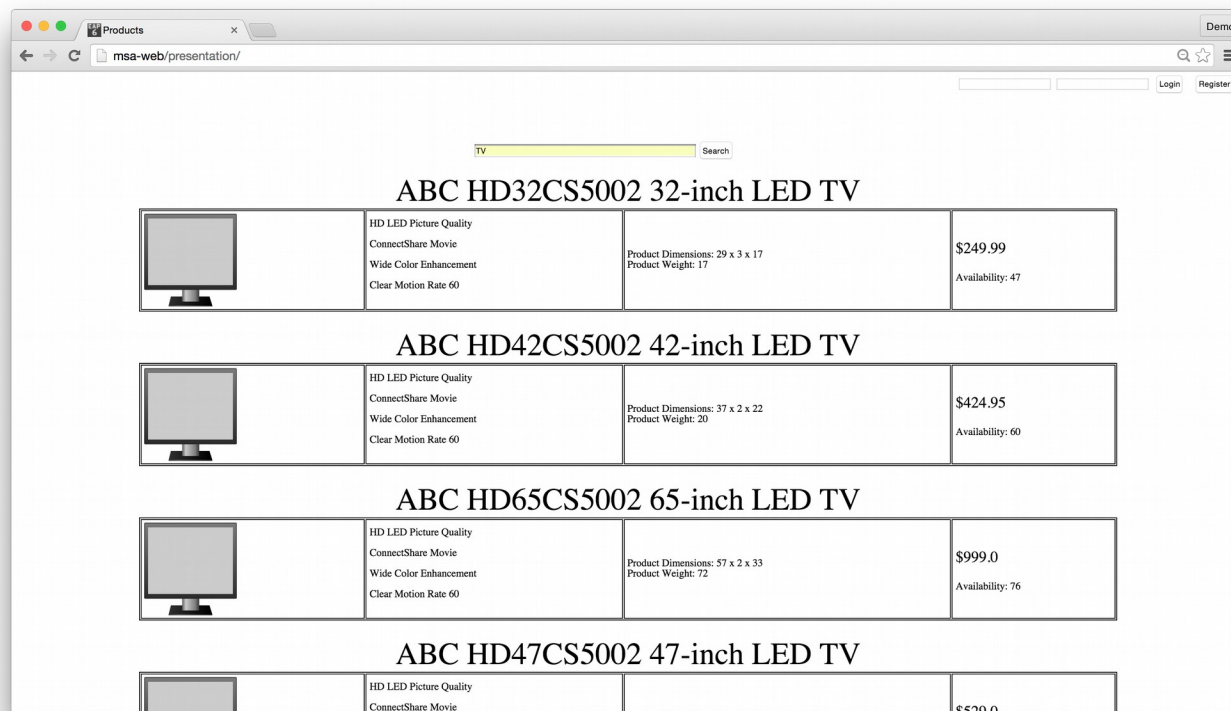 EAP
6
Products
Demo
msa-web/presentation/
Login
Register
TV
Search
ABC HD32CS5002 32-inch LED TV
HD LED Picture Quality
ConnectShare Movie
Wide Color Enhancement
Clear Motion Rate 60
Product Dimensions: 29 x 3 x 17
Product Weight: 17
$249.99
Availability: 47
ABC HD42CS5002 42-inch LED TV
HD LED Picture Quality
ConnectShare Movie
Wide Color Enhancement
Clear Motion Rate 60
Product Dimensions: 37 x 2 x 22
Product Weight: 20
$424.95
Availability: 60
ABC HD65CS5002 65-inch LED TV
HD LED Picture Quality
ConnectShare Movie
Wide Color Enhancement
Clear Motion Rate 60
Product Dimensions: 57 x 2 x 33
Product Weight: 72
$999.0
Availability: 76
ABC HD47CS5002 47-inch LED TV
HD LED Picture Quality
ConnectShare Movie
$529.0